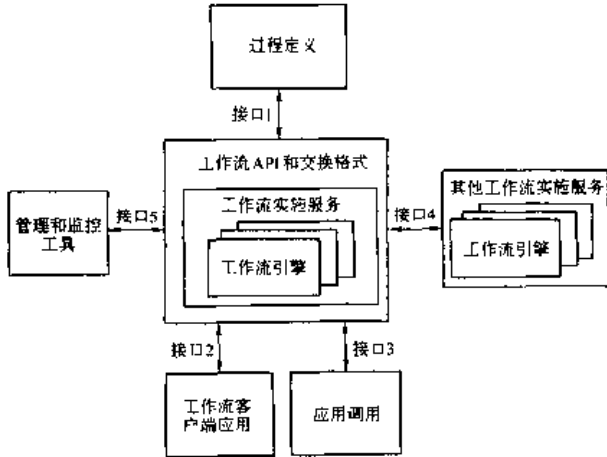 过程定义
接口1
工作流API和交换格式
工作流实施服务
工作流引擎
管理和监控
工具
接口5
接口4
其他工作流实施服务
工作流引擎
接口2
接口3
工作流客
户端应用
应用调用